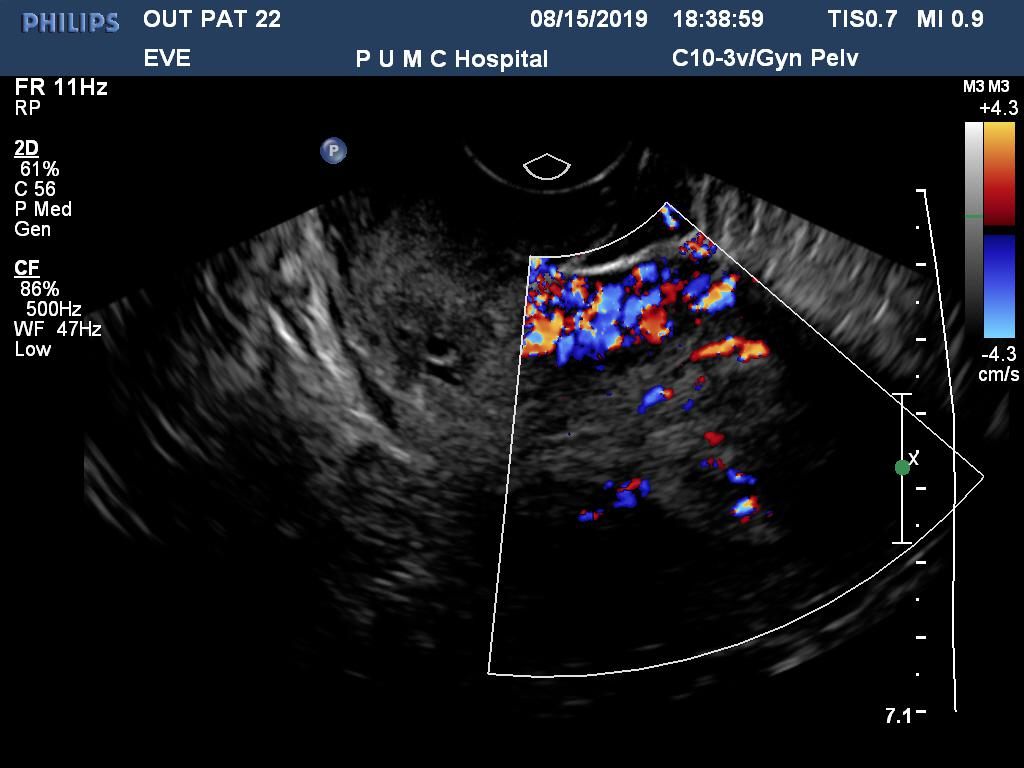 PHILIPS OUT PAT 22 08/15/2019 18:38:59 TIS0.7 MI 0.9
EVE P U M C Hospital C10-3v/Gyn Pelv
FR 11Hz
RP
2D
61%
C 56
P Med
Gen
CF
86%
500Hz
WF 47Hz
Low
P
M3 M3
+4.3
-4.3
cm/s
X
7.1